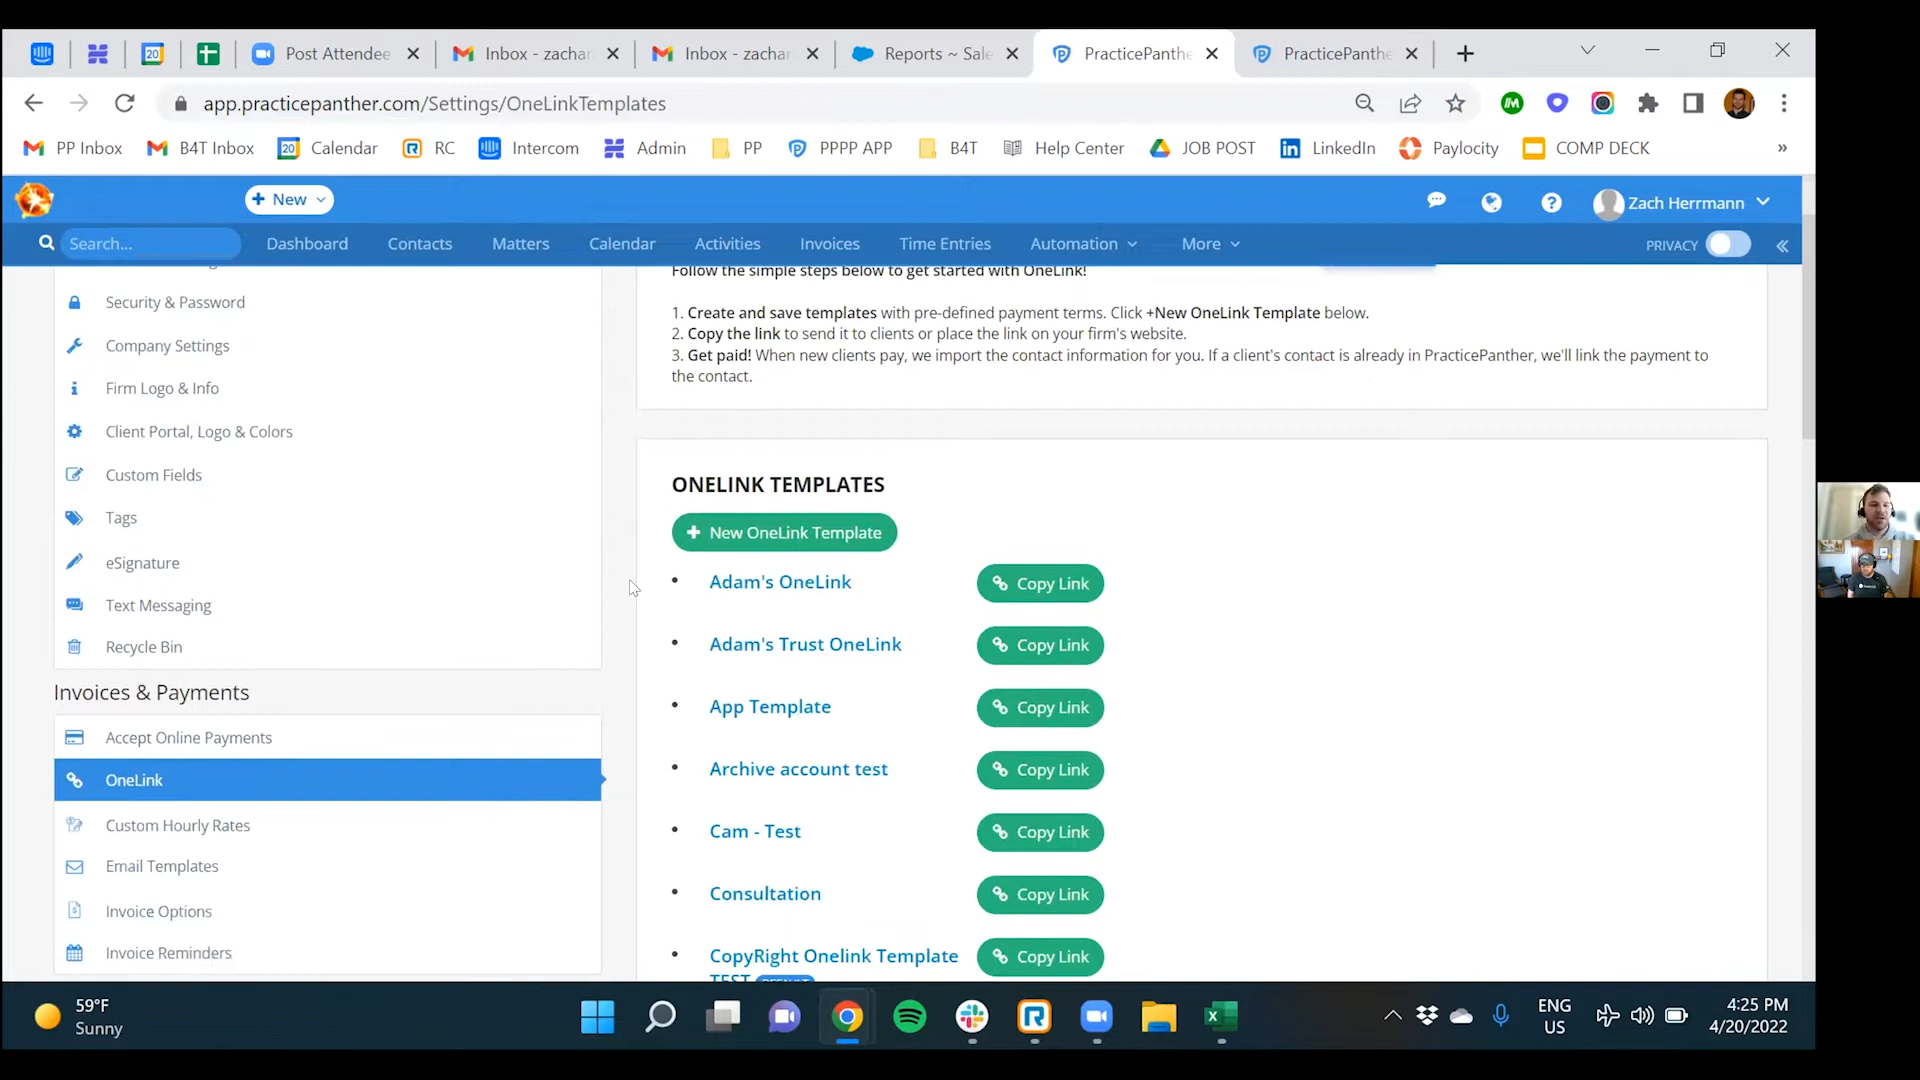 Post Attendee
Inbox - zachar
Inbox - zachar
Reports ~ Sale
PracticePanthe
PracticePanthe
app.practicepanther.com/Settings/OneLinkTemplates
PP Inbox
B4T Inbox
20
Calendar
RC
Intercom
Admin
PP
PPPP APP
B4T
Help Center
JOB POST
LinkedIn
Paylocity
COMP DECK
»
+ New
Zach Herrmann
Search...
Dashboard
Contacts
Matters
Calendar
Activities
Invoices
Time Entries
Automation
More
PRIVACY
Security & Password
Company Settings
Firm Logo & Info
Client Portal, Logo & Colors
Custom Fields
Tags
eSignature
Text Messaging
Recycle Bin
Invoices & Payments
Accept Online Payments
OneLink
Custom Hourly Rates
Email Templates
Invoice Options
Invoice Reminders
Follow the simple steps below to get started with OneLink!
1. Create and save templates with pre-defined payment terms. Click +New OneLink Template below.
2. Copy the link to send it to clients or place the link on your firm's website.
3. Get paid! When new clients pay, we import the contact information for you. If a client's contact is already in PracticePanther, we'll link the payment to
the contact.
ONELINK TEMPLATES
+ New OneLink Template
• Adam's OneLink Copy Link
• Adam's Trust OneLink Copy Link
• App Template Copy Link
• Archive account test Copy Link
• Cam - Test Copy Link
• Consultation Copy Link
• CopyRight Onelink Template Copy Link
TEST DEFAULT
59°F
Sunny
ENG
US
4:25 PM
4/20/2022